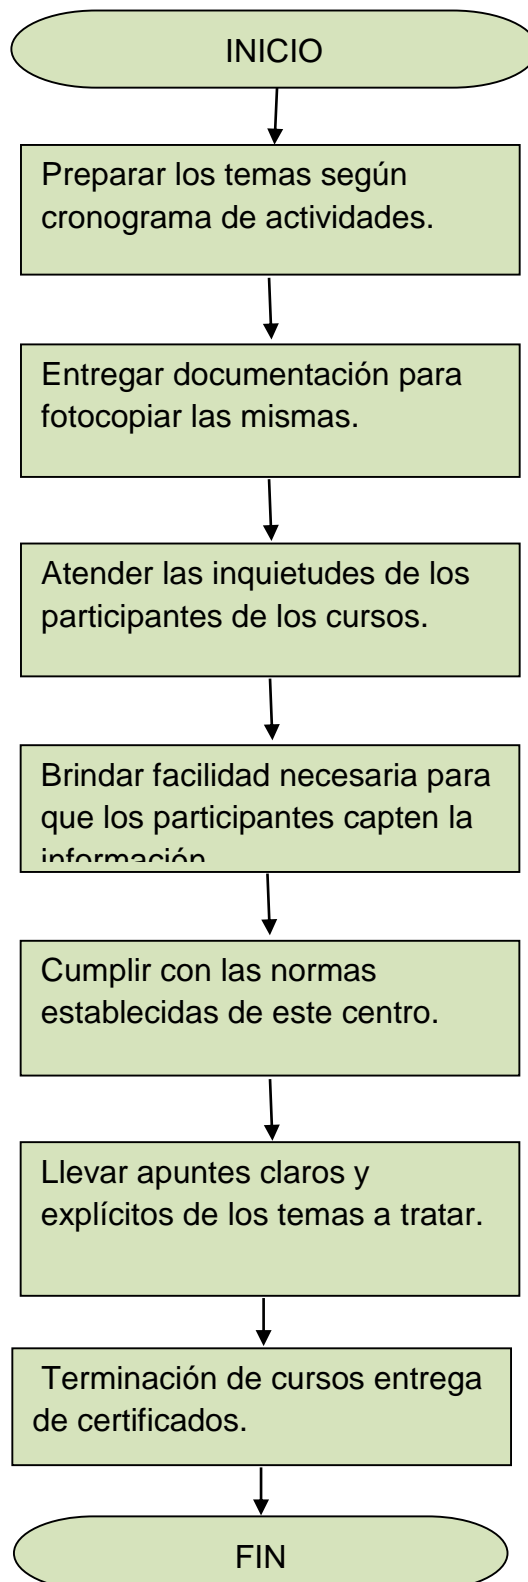 INICIO
Preparar los temas según
cronograma de actividades.
Entregar documentación para
fotocopiar las mismas.
Atender las inquietudes de los
participantes de los cursos.
Brindar facilidad necesaria para
que los participantes capten la
información
Cumplir con las normas
establecidas de este centro.
Llevar apuntes claros y
explícitos de los temas a tratar.
Terminación de cursos entrega
de certificados.
FIN